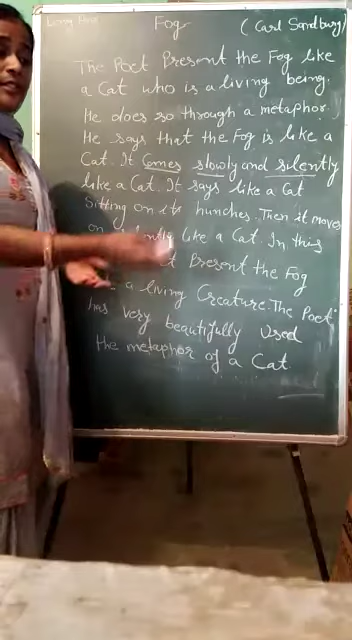 Fog (Carl Sandburg)
The Poet Present the Fog like
a Cat who is a living being.
He does so through a metaphor.
He says that the Fog is like a
Cat. It Comes slowly and silently
like a Cat. It says like a Cat
Sitting on its hunches. Then it moves
on like a Cat. In this
Present the Fog
a living Creature. The Poet
has very beautifully Used
the metaphor of a Cat